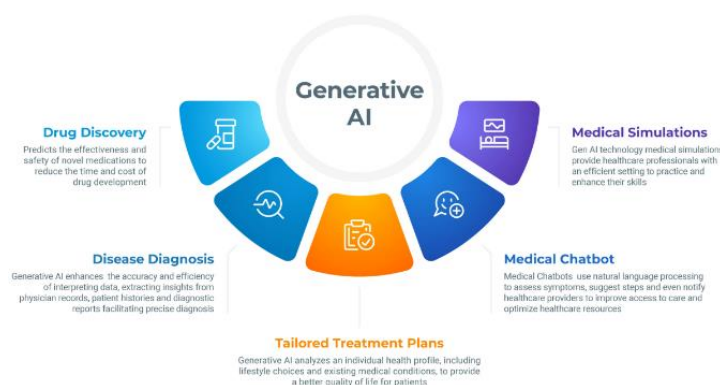 Generative
AI
Drug Discovery
Predicts the effectiveness and
safety of novel medications to
reduce the time and cost of
drug development
Medical Simulations
Gen AI technology medical simulations
provide healthcare professionals with
an efficient setting to practice and
enhance their skills
Disease Diagnosis
Generative AI enhances the accuracy and efficiency
of interpreting data, extracting insights from
physician records, patient histories and diagnostic
reports facilitating precise diagnosis
Medical Chatbot
Medical Chatbots use natural language processing
to assess symptoms, suggest steps and even notify
healthcare providers to improve access to care and
optimize healthcare resources
Tailored Treatment Plans
Generative AI analyzes an individual health profile, including
lifestyle choices and existing medical conditions, to provide
a better quality of life for patients